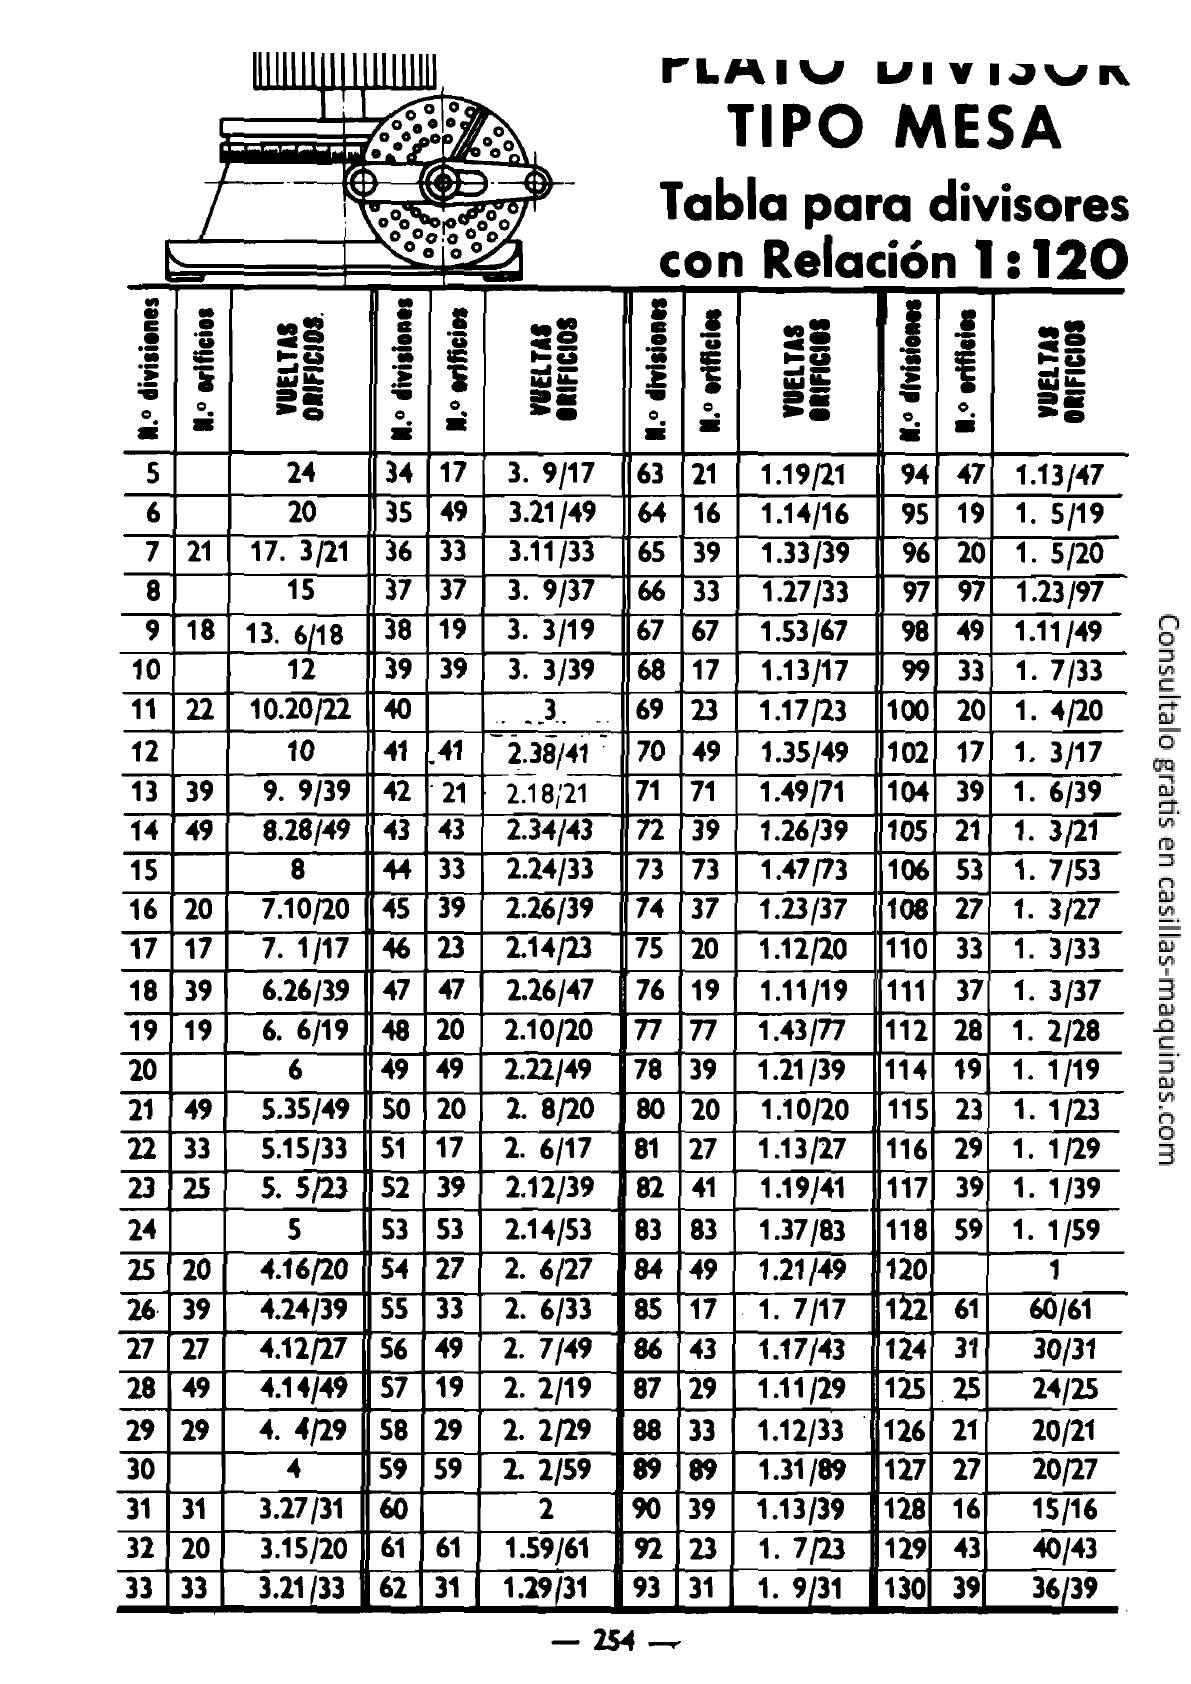 PLATO DIVISOR
TIPO MESA
Tabla para divisores
con Relación 1:120
N.º divisiones N.º orificios VUELTAS ORIFICIOS. N.º divisiones N.º orificios VUELTAS ORIFICIOS N.º divisiones N.º orificios VUELTAS ORIFICIOS N.º divisiones N.º orificios VUELTAS ORIFICIOS
5 24 34 17 3. 9/17 63 21 1.19/21 94 47 1.13/47
6 20 35 49 3.21/49 64 16 1.14/16 95 19 1. 5/19
7 21 17. 3/21 36 33 3.11/33 65 39 1.33/39 96 20 1. 5/20
8 15 37 37 3. 9/37 66 33 1.27/33 97 97 1.23/97
9 18 13. 6/18 38 19 3. 3/19 67 67 1.53/67 98 49 1.11/49
10 12 39 39 3. 3/39 68 17 1.13/17 99 33 1. 7/33
11 22 10.20/22 40 3 69 23 1.17/23 100 20 1. 4/20
12 10 41 41 2.38/41 70 49 1.35/49 102 17 1. 3/17
13 39 9. 9/39 42 21 2.18/21 71 71 1.49/71 104 39 1. 6/39
14 49 8.28/49 43 43 2.34/43 72 39 1.26/39 105 21 1. 3/21
15 8 44 33 2.24/33 73 73 1.47/73 106 53 1. 7/53
16 20 7.10/20 45 39 2.26/39 74 37 1.23/37 108 27 1. 3/27
17 17 7. 1/17 46 23 2.14/23 75 20 1.12/20 110 33 1. 3/33
18 39 6.26/39 47 47 2.26/47 76 19 1.11/19 111 37 1. 3/37
19 19 6. 6/19 48 20 2.10/20 77 77 1.43/77 112 28 1. 2/28
20 6 49 49 2.22/49 78 39 1.21/39 114 19 1. 1/19
21 49 5.35/49 50 20 2. 8/20 80 20 1.10/20 115 23 1. 1/23
22 33 5.15/33 51 17 2. 6/17 81 27 1.13/27 116 29 1. 1/29
23 25 5. 5/23 52 39 2.12/39 82 41 1.19/41 117 39 1. 1/39
24 5 53 53 2.14/53 83 83 1.37/83 118 59 1. 1/59
25 20 4.16/20 54 27 2. 6/27 84 49 1.21/49 120 1
26 39 4.24/39 55 33 2. 6/33 85 17 1. 7/17 122 61 60/61
27 27 4.12/27 56 49 2. 7/49 86 43 1.17/43 124 31 30/31
28 49 4.14/49 57 19 2. 2/19 87 29 1.11/29 125 25 24/25
29 29 4. 4/29 58 29 2. 2/29 88 33 1.12/33 126 21 20/21
30 4 59 59 2. 2/59 89 89 1.31/89 127 27 20/27
31 31 3.27/31 60 2 90 39 1.13/39 128 16 15/16
32 20 3.15/20 61 61 1.59/61 92 23 1. 7/23 129 43 40/43
33 33 3.21/33 62 31 1.29/31 93 31 1. 9/31 130 39 36/39
— 254 —
Consultalo gratis en casillas-maquinas.com